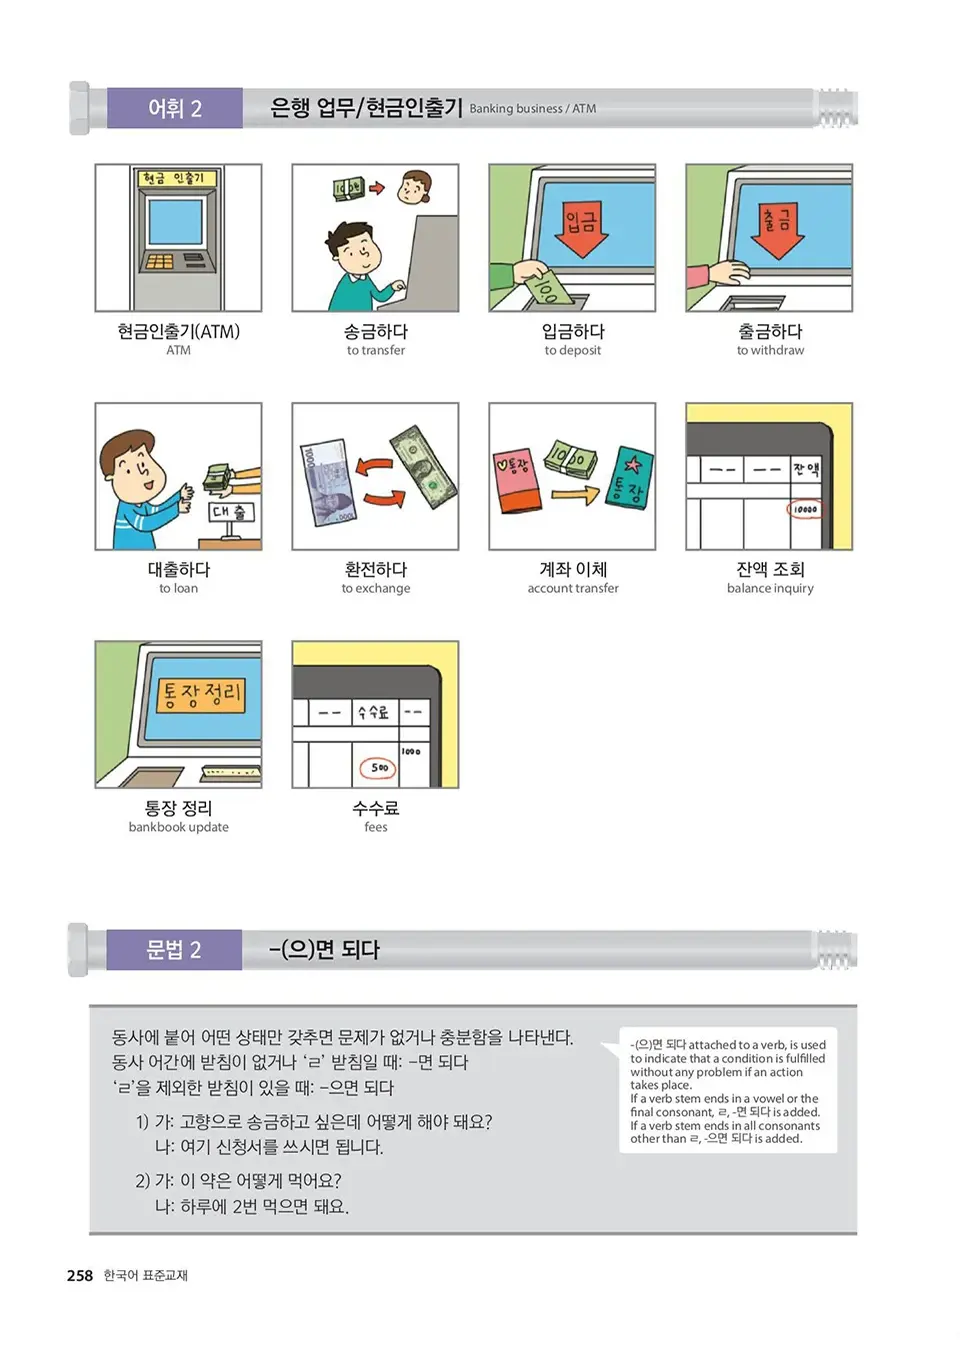 어휘 2
은행 업무/현금인출기 Banking business / ATM
현금 인출기
입금
출금
현금인출기(ATM)
ATM
송금하다
to transfer
입금하다
to deposit
출금하다
to withdraw
대출
통장
통장
잔액
10000
대출하다
to loan
환전하다
to exchange
계좌 이체
account transfer
잔액 조회
balance inquiry
통장정리
수수료
500
1000
통장 정리
bankbook update
수수료
fees
문법 2
-(으)면 되다
동사에 붙어 어떤 상태만 갖추면 문제가 없거나 충분함을 나타낸다.
동사 어간에 받침이 없거나 ‘ㄹ’ 받침일 때: -면 되다
‘ㄹ’을 제외한 받침이 있을 때: -으면 되다
1) 가: 고향으로 송금하고 싶은데 어떻게 해야 돼요?
나: 여기 신청서를 쓰시면 됩니다.
2) 가: 이 약은 어떻게 먹어요?
나: 하루에 2번 먹으면 돼요.
-(으)면 되다 attached to a verb, is used
to indicate that a condition is fulfilled
without any problem if an action
takes place.
If a verb stem ends in a vowel or the
final consonant, ㄹ, -면 되다 is added.
If a verb stem ends in all consonants
other than ㄹ, -으면 되다 is added.
258 한국어 표준교재